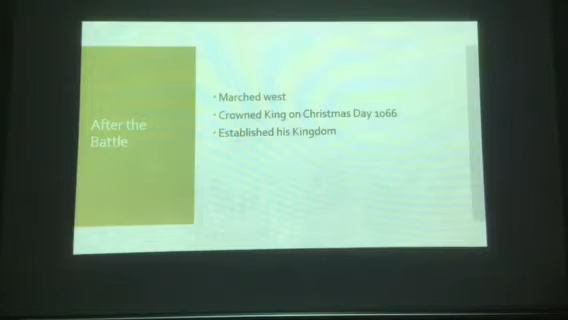 After the
Battle
• Marched west
• Crowned King on Christmas Day 1066
• Established his Kingdom